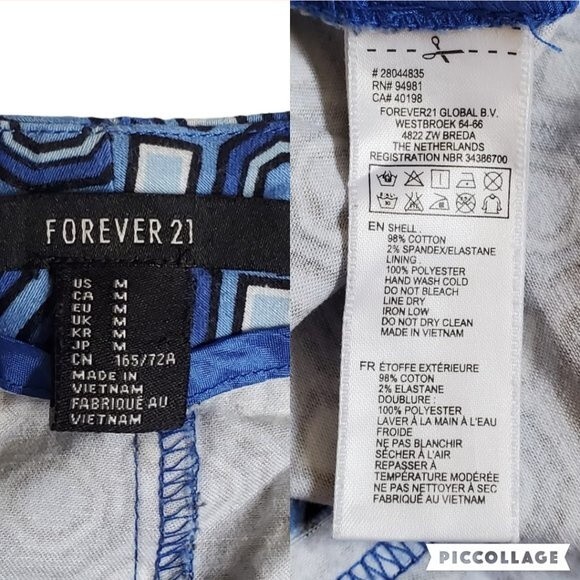 FOREVER 21
US M
CA M
EU M
UK M
KR M
JP M
CN 165/72A
MADE IN
VIETNAM
FABRIQUÉ AU
VIETNAM
# 28044835
RN# 94981
CA# 40198
FOREVER21 GLOBAL B.V.
WESTBROEK 64-66
4822 ZW BREDA
THE NETHERLANDS
REGISTRATION NBR 34386700
EN SHELL :
98% COTTON
2% SPANDEX/ELASTANE
LINING :
100% POLYESTER
HAND WASH COLD
DO NOT BLEACH
LINE DRY
IRON LOW
DO NOT DRY CLEAN
MADE IN VIETNAM
FR ÉTOFFE EXTÉRIEURE
98% COTON
2% ELASTANE
DOUBLURE :
100% POLYESTER
LAVER À LA MAIN À L'EAU
FROIDE
NE PAS BLANCHIR
SÉCHER À L'AIR
REPASSER À
TEMPÉRATURE MODÉRÉE
NE PAS NETTOYER À SEC
FABRIQUÉ AU VIETNAM
PICCOLLAGE